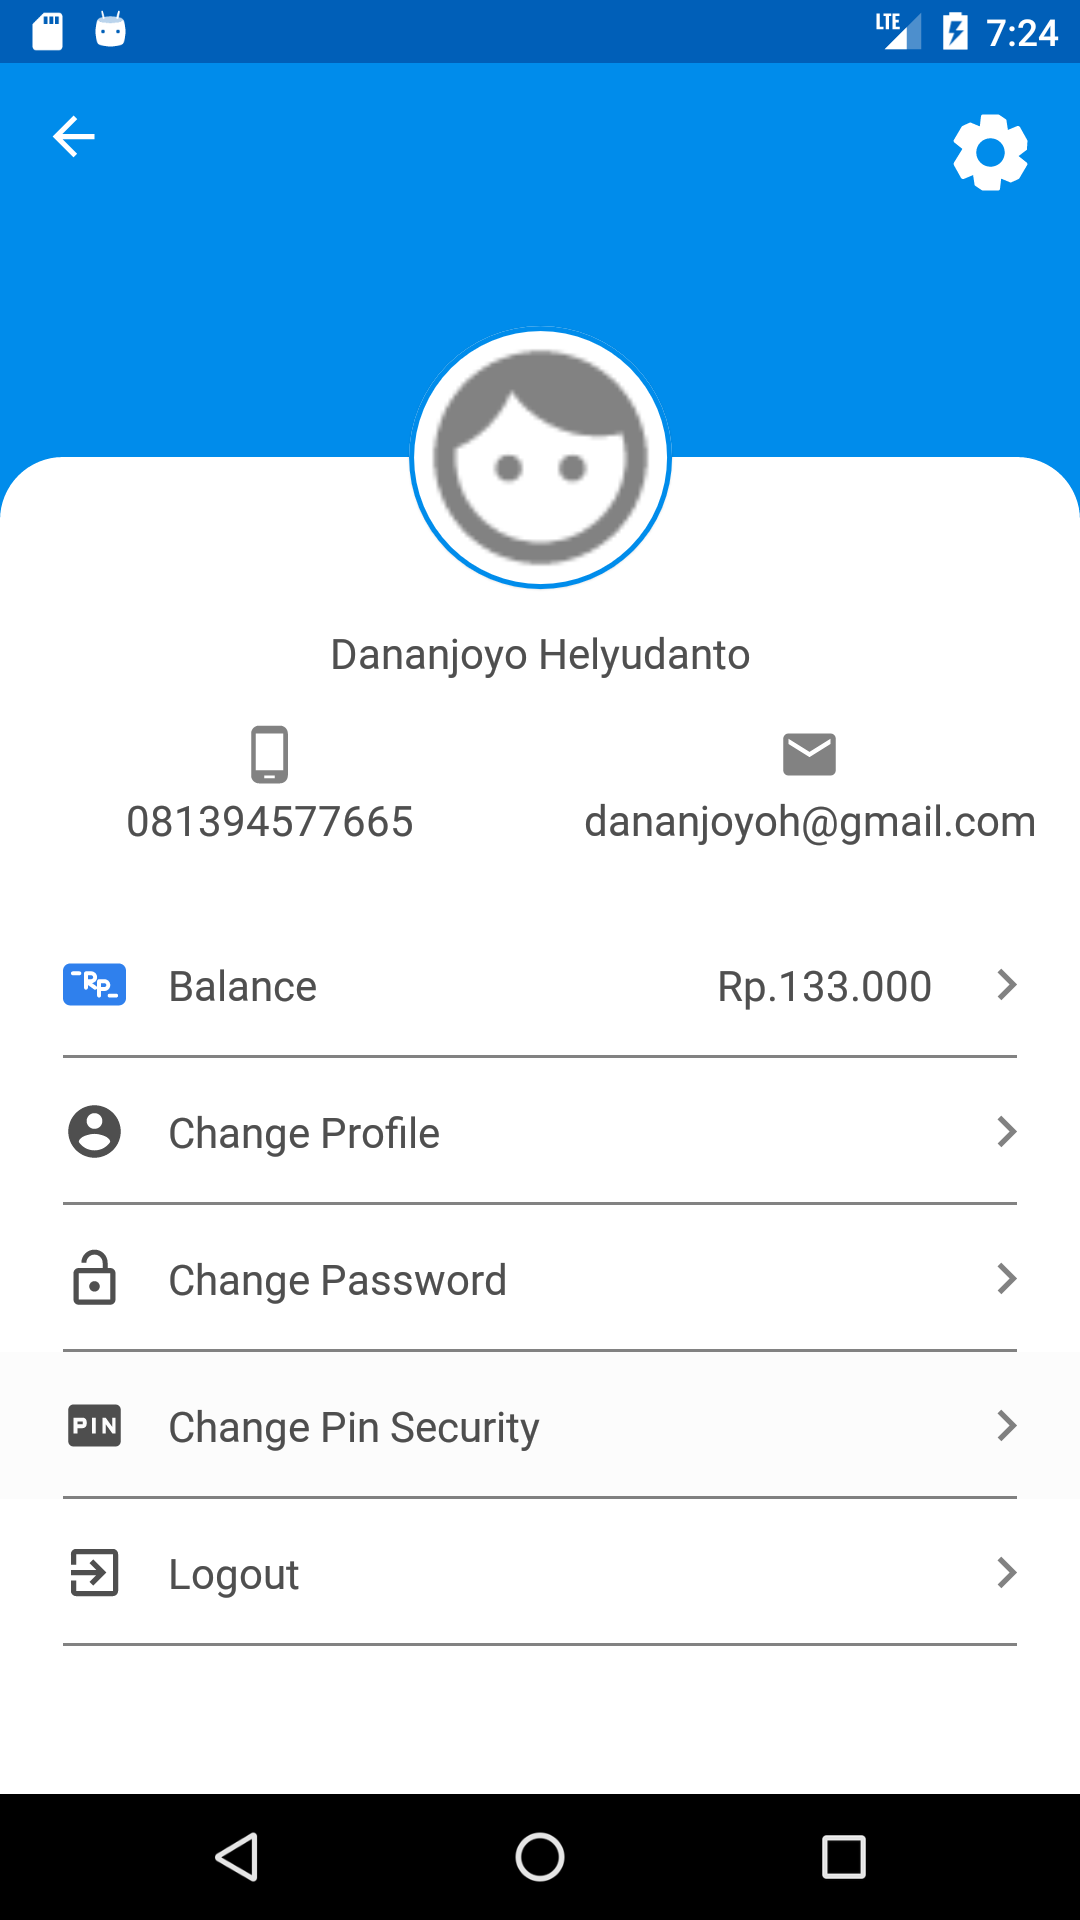 LTE 7:24
Dananjoyo Helyudanto
081394577665 dananjoyoh@gmail.com
RP Balance Rp.133.000
Change Profile
Change Password
PIN Change Pin Security
Logout